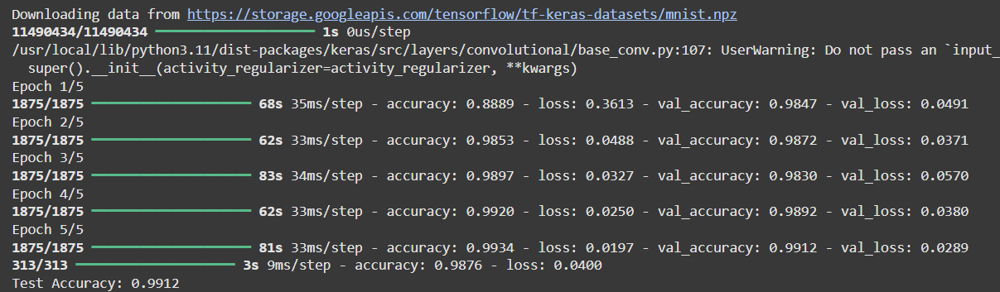 Downloading data from https://storage.googleapis.com/tensorflow/tf-keras-datasets/mnist.npz
11490434/11490434 ━━━━━━━━━━━━━━━━━━━━ 1s 0us/step
/usr/local/lib/python3.11/dist-packages/keras/src/layers/convolutional/base_conv.py:107: UserWarning: Do not pass an `input_
  super().__init__(activity_regularizer=activity_regularizer, **kwargs)
Epoch 1/5
1875/1875 ━━━━━━━━━━━━━━━━━━━━ 68s 35ms/step - accuracy: 0.8889 - loss: 0.3613 - val_accuracy: 0.9847 - val_loss: 0.0491
Epoch 2/5
1875/1875 ━━━━━━━━━━━━━━━━━━━━ 62s 33ms/step - accuracy: 0.9853 - loss: 0.0488 - val_accuracy: 0.9872 - val_loss: 0.0371
Epoch 3/5
1875/1875 ━━━━━━━━━━━━━━━━━━━━ 83s 34ms/step - accuracy: 0.9897 - loss: 0.0327 - val_accuracy: 0.9830 - val_loss: 0.0570
Epoch 4/5
1875/1875 ━━━━━━━━━━━━━━━━━━━━ 62s 33ms/step - accuracy: 0.9920 - loss: 0.0250 - val_accuracy: 0.9892 - val_loss: 0.0380
Epoch 5/5
1875/1875 ━━━━━━━━━━━━━━━━━━━━ 81s 33ms/step - accuracy: 0.9934 - loss: 0.0197 - val_accuracy: 0.9912 - val_loss: 0.0289
313/313 ━━━━━━━━━━━━━━━━━━━━ 3s 9ms/step - accuracy: 0.9876 - loss: 0.0400
Test Accuracy: 0.9912